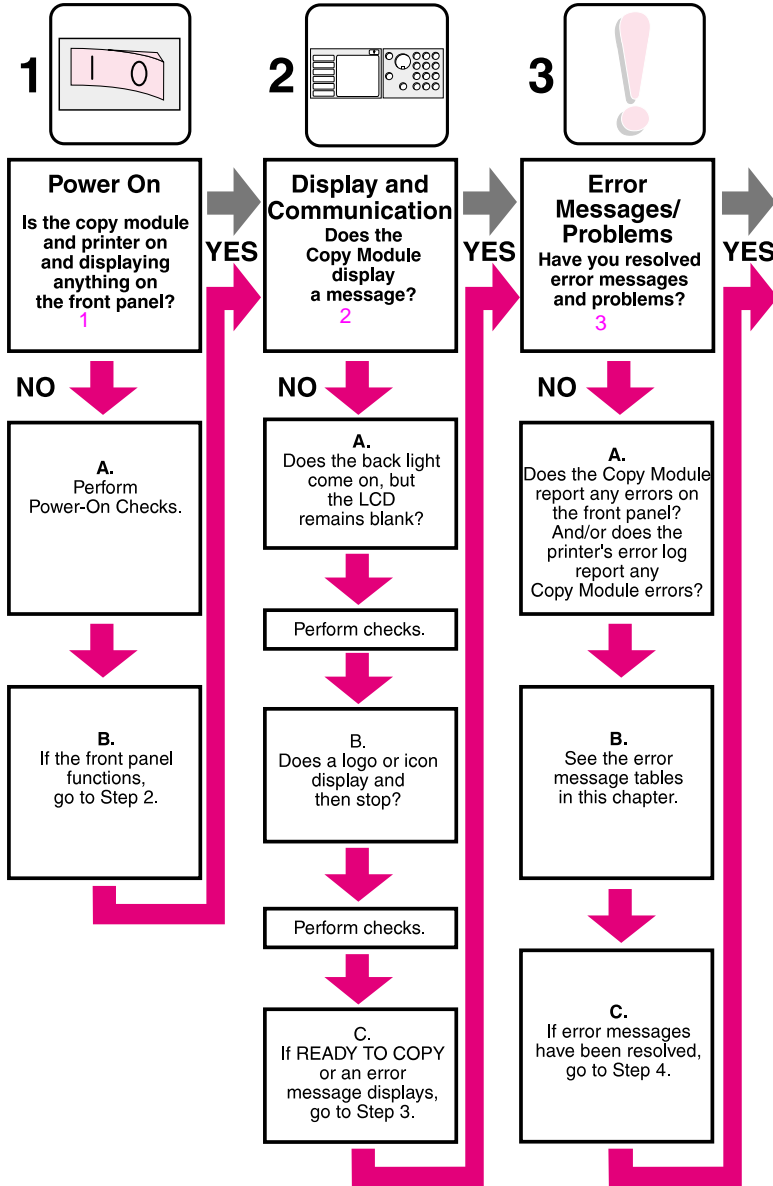 1
I O
2
3
Power On
Is the copy module
and printer on
and displaying
anything on
the front panel?
1
YES
NO
A.
Perform
Power-On Checks.
B.
If the front panel
functions,
go to Step 2.
Display and
Communication
Does the
Copy Module
display
a message?
2
YES
NO
A.
Does the back light
come on, but
the LCD
remains blank?
Perform checks.
B.
Does a logo or icon
display and
then stop?
Perform checks.
C.
If READY TO COPY
or an error
message displays,
go to Step 3.
Error
Messages/
Problems
Have you resolved
error messages
and problems?
3
YES
NO
A.
Does the Copy Module
report any errors on
the front panel?
And/or does the
printer's error log
report any
Copy Module errors?
B.
See the error
message tables
in this chapter.
C.
If error messages
have been resolved,
go to Step 4.